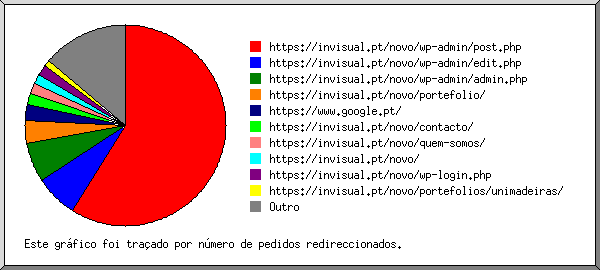 https://invisual.pt/novo/wp-admin/post.php
https://invisual.pt/novo/wp-admin/edit.php
https://invisual.pt/novo/wp-admin/admin.php
https://invisual.pt/novo/portefolio/
https://www.google.pt/
https://invisual.pt/novo/contacto/
https://invisual.pt/novo/quem-somos/
https://invisual.pt/novo/
https://invisual.pt/novo/wp-login.php
https://invisual.pt/novo/portefolios/unimadeiras/
Outro
Este gráfico foi traçado por número de pedidos redireccionados.